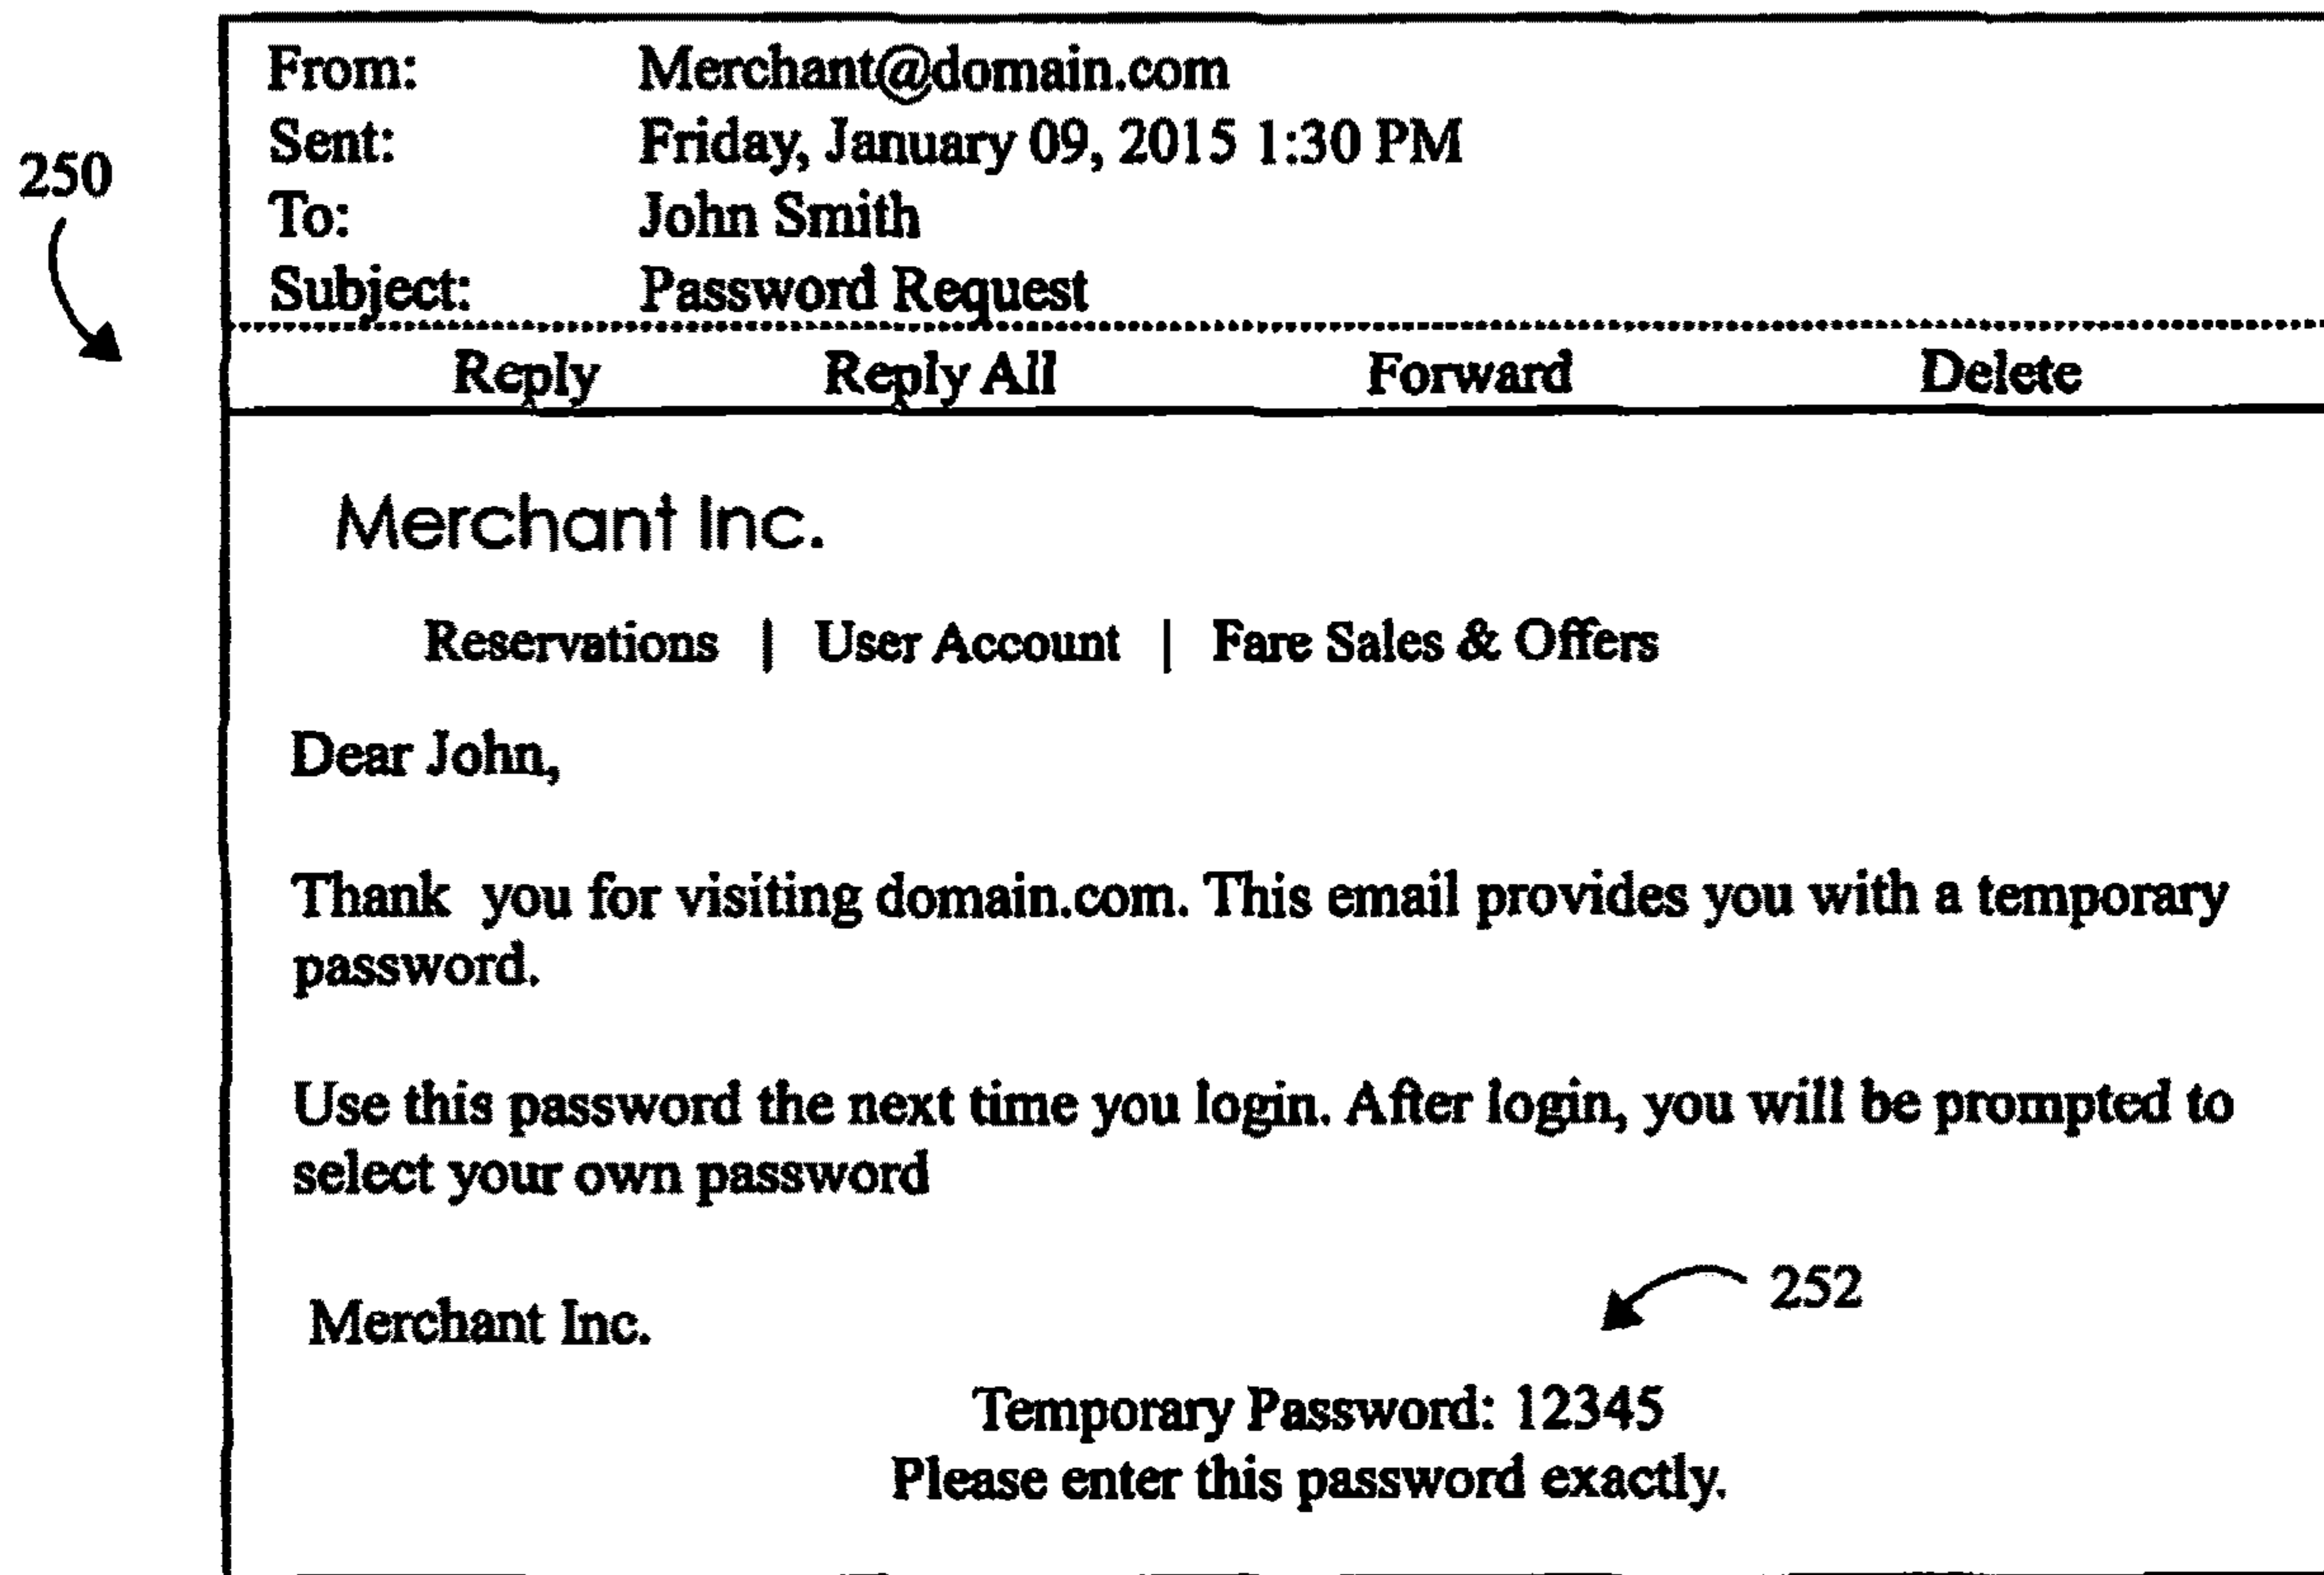 From: Merchant@domain.com
Sent: Friday, January 09, 2015 1:30 PM
250
To: John Smith
Subject: Password Request
Reply Reply All Forward Delete
Merchant Inc.
Reservations | User Account | Fare Sales & Offers
Dear John,
Thank you for visiting domain.com. This email provides you with a temporary
password.
Use this password the next time you login. After login, you will be prompted to
select your own password
252
Merchant Inc.
Temporary Password: 12345
Please enter this password exactly.